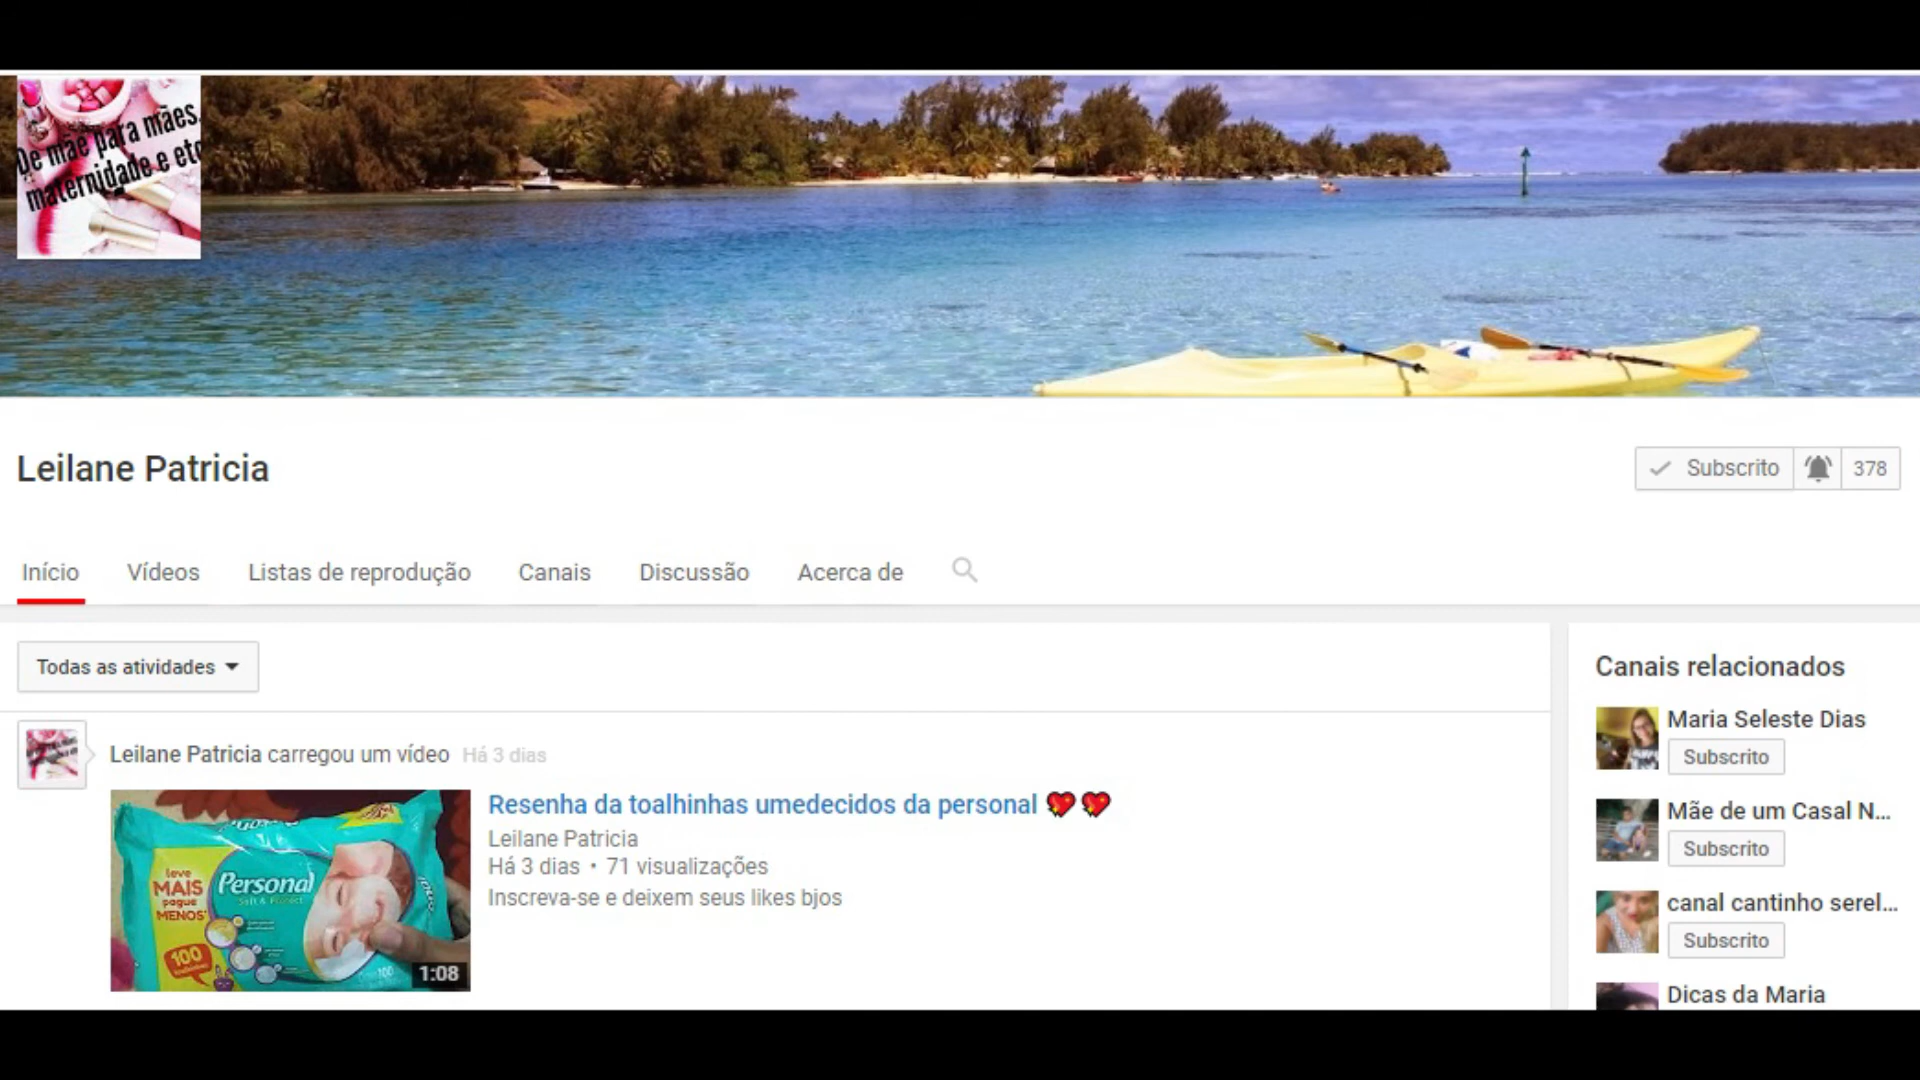 De mãe para mães.
maternidade e etc
Leilane Patricia
Subscrito 378
Início Vídeos Listas de reprodução Canais Discussão Acerca de
Todas as atividades
Leilane Patricia carregou um vídeo Há 3 dias
Resenha da toalhinhas umedecidos da personal
Leilane Patricia
Há 3 dias • 71 visualizações
Inscreva-se e deixem seus likes bjos
leve
MAIS
pague
MENOS
Personal
Soft & Protect
100
1:08
Canais relacionados
Maria Seleste Dias
Subscrito
Mãe de um Casal N...
Subscrito
canal cantinho serel...
Subscrito
Dicas da Maria